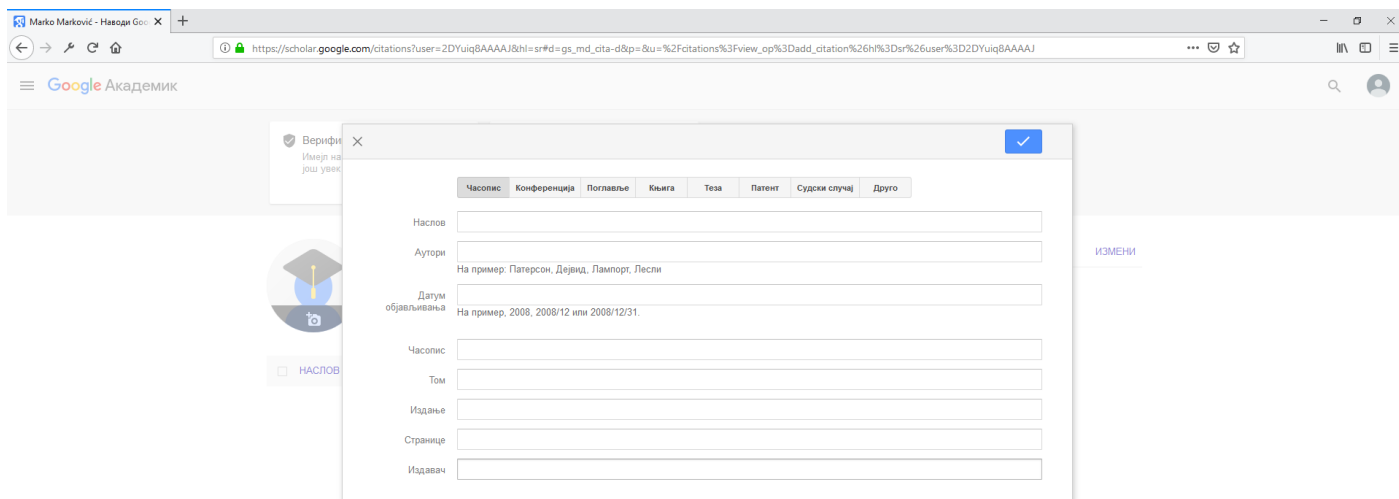 Marko Marković - Наводи Goo
https://scholar.google.com/citations?user=2DYuiq8AAAAJ&hl=sr#d=gs_md_cita-d&p=&u=%2Fcitations%3Fview_op%3Dadd_citation%26hl%3Dsr%26user%3D2DYuiq8AAAAJ
Google Академик
Верифи
Имејл на
још увек
Часопис Конференција Поглавље Књига Теза Патент Судски случај Друго
Наслов
Аутори
ИЗМЕНИ
На пример: Патерсон, Дејвид, Лампорт, Лесли
Датум
објављивања
На пример, 2008, 2008/12 или 2008/12/31.
Часопис
НАСЛОВ
Том
Издање
Странице
Издавач